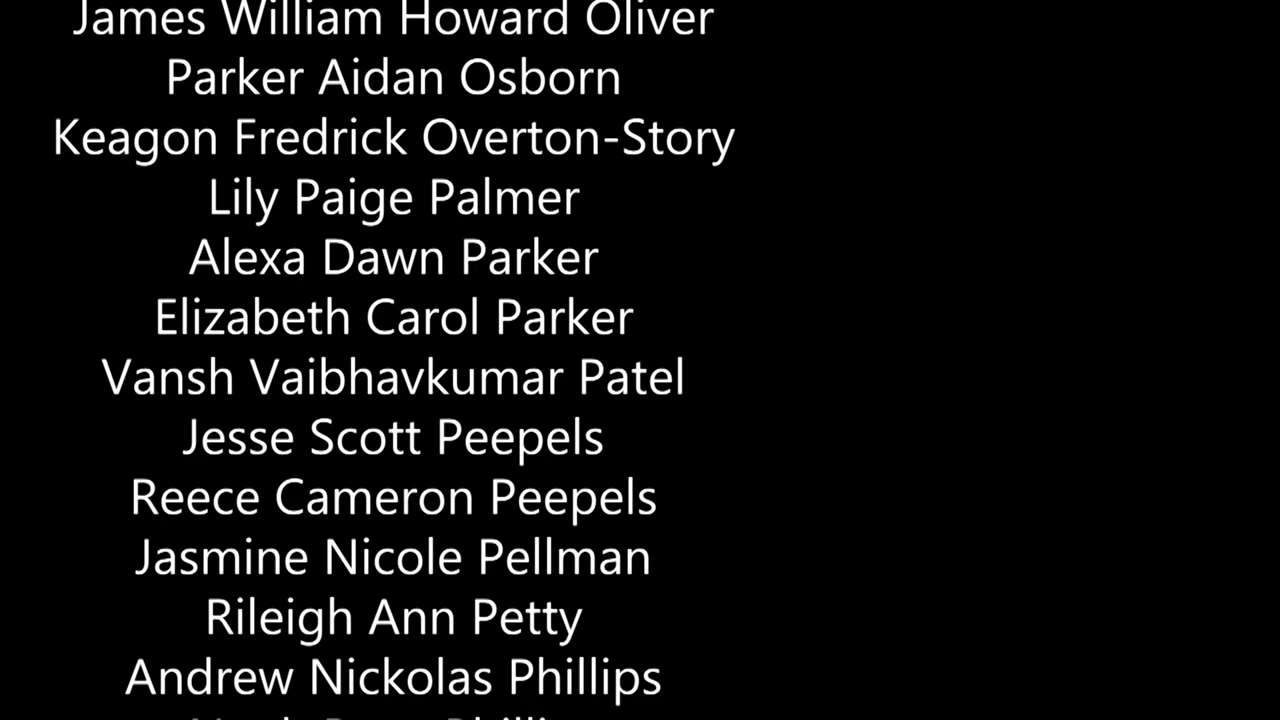 James William Howard Oliver
Parker Aidan Osborn
Keagon Fredrick Overton-Story
Lily Paige Palmer
Alexa Dawn Parker
Elizabeth Carol Parker
Vansh Vaibhavkumar Patel
Jesse Scott Peepels
Reece Cameron Peepels
Jasmine Nicole Pellman
Rileigh Ann Petty
Andrew Nickolas Phillips